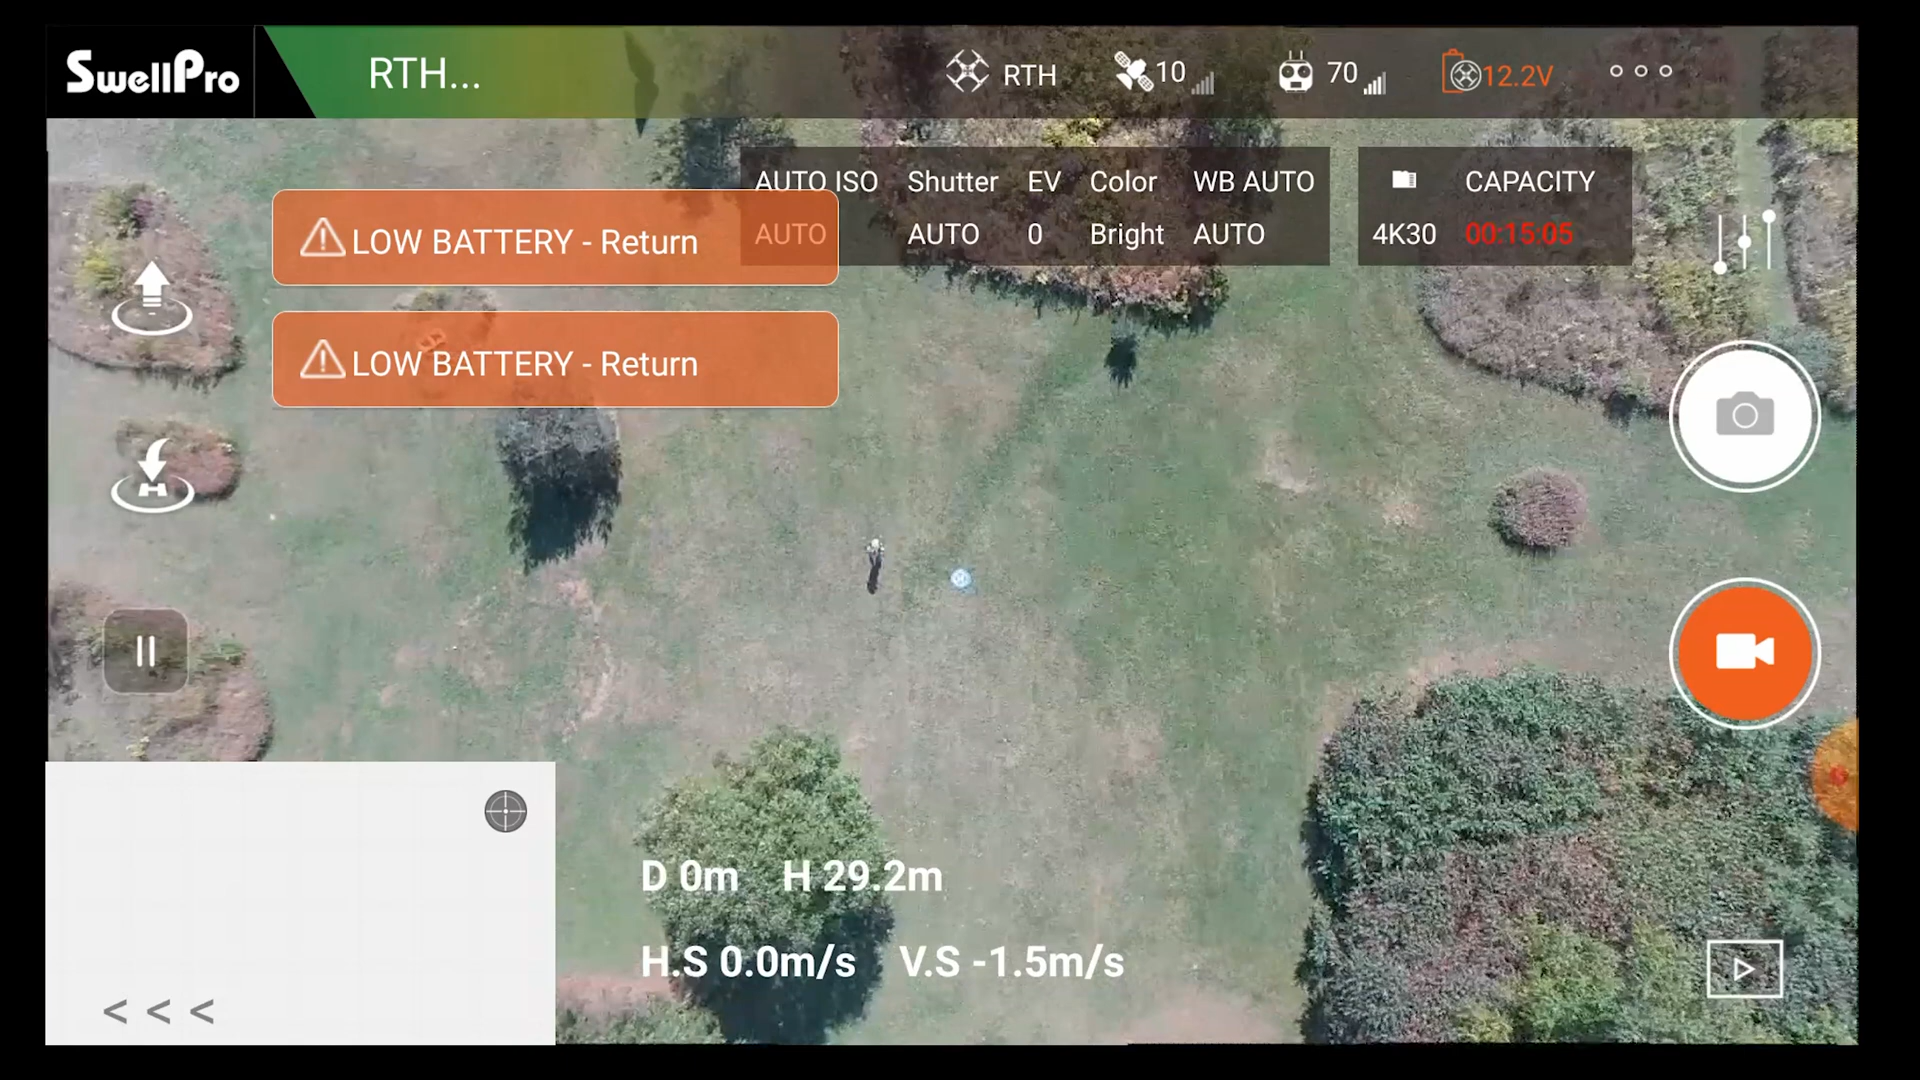 SwellPro
RTH...
RTH
10
70
12.2V
AUTO ISO Shutter EV Color WB AUTO
AUTO AUTO 0 Bright AUTO
CAPACITY
4K30 00:15:05
LOW BATTERY - Return
LOW BATTERY - Return
D 0m H 29.2m
H.S 0.0m/s V.S -1.5m/s
< < <